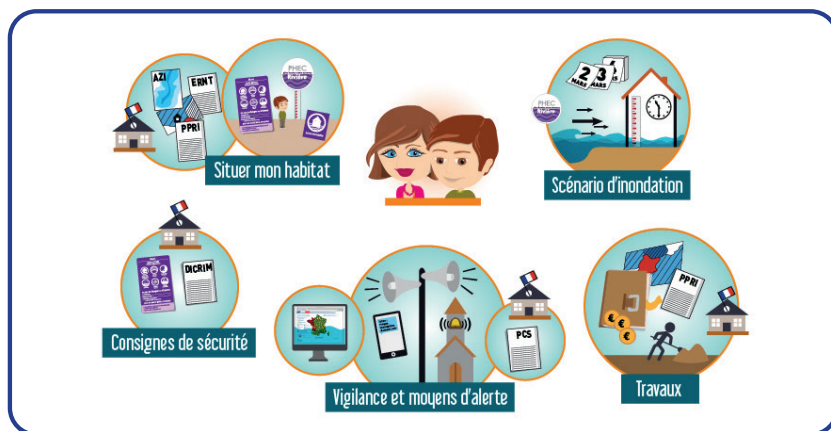 AZI
ERNT
PPRI
PHEC
Rivière
Situer mon habitat
2
MARS
3
MARS
PHEC
Rivière
Scénario d'inondation
DICRIM
Consignes de sécurité
PCS
Vigilance et moyens d'alerte
PPRI
€
€
€
Travaux